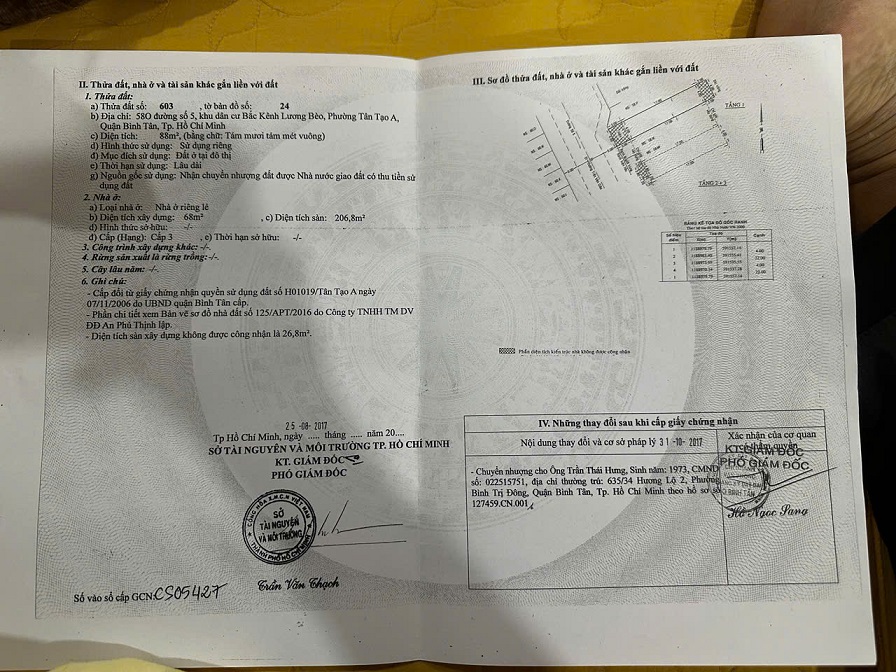 II. Thửa đất, nhà ở và tài sản khác gắn liền với đất
1. Thửa đất:
a) Thửa đất số: 603 , tờ bản đồ số: 24
b) Địa chỉ: 58O đường số 5, khu dân cư Bắc Kênh Lương Bèo, Phường Tân Tạo A,
Quận Bình Tân, Tp. Hồ Chí Minh
c) Diện tích: 88m², (bằng chữ: Tám mươi tám mét vuông)
d) Hình thức sử dụng: Sử dụng riêng
đ) Mục đích sử dụng: Đất ở tại đô thị
e) Thời hạn sử dụng: Lâu dài
g) Nguồn gốc sử dụng: Nhận chuyển nhượng đất được Nhà nước giao đất có thu tiền sử
dụng đất
2. Nhà ở:
a) Loại nhà ở: Nhà ở riêng lẻ
b) Diện tích xây dựng: 68m² , c) Diện tích sàn: 206,8m²
d) Hình thức sở hữu: -/-
đ) Cấp (Hạng): Cấp 3 , e) Thời hạn sở hữu: -/-
3. Công trình xây dựng khác: -/-.
4. Rừng sản xuất là rừng trồng: -/-.
5. Cây lâu năm: -/-.
6. Ghi chú:
- Cấp đổi từ giấy chứng nhận quyền sử dụng đất số H01019/Tân Tạo A ngày
07/11/2006 do UBND quận Bình Tân cấp.
- Phần chi tiết xem Bản vẽ sơ đồ nhà đất số 125/APT/2016 do Công ty TNHH TM DV
ĐĐ An Phú Thịnh lập.
- Diện tích sàn xây dựng không được công nhận là 26,8m².
25-08-2017
Tp Hồ Chí Minh, ngày ..... tháng ..... năm 20....
SỞ TÀI NGUYÊN VÀ MÔI TRƯỜNG TP. HỒ CHÍ MINH
KT. GIÁM ĐỐC
PHÓ GIÁM ĐỐC
SỞ
TÀI NGUYÊN
VÀ MÔI TRƯỜNG
Trần Văn Thạch
Số vào sổ cấp GCN: CS05427
III. Sơ đồ thửa đất, nhà ở và tài sản khác gắn liền với đất
TẦNG 1
TẦNG 2+3
BẢNG KÊ TỌA ĐỘ GÓC RANH
Phần diện tích kiến trúc nhà không được công nhận
IV. Những thay đổi sau khi cấp giấy chứng nhận
Nội dung thay đổi và cơ sở pháp lý 31-10-2017
Xác nhận của cơ quan
có thẩm quyền
KT. GIÁM ĐỐC
PHÓ GIÁM ĐỐC
- Chuyển nhượng cho Ông Trần Thái Hưng, Sinh năm: 1973, CMND
số: 022515751, địa chỉ thường trú: 635/34 Hương Lộ 2, Phường
Bình Trị Đông, Quận Bình Tân, Tp. Hồ Chí Minh theo hồ sơ số
127459.CN.001
Hồ Ngọc Sang